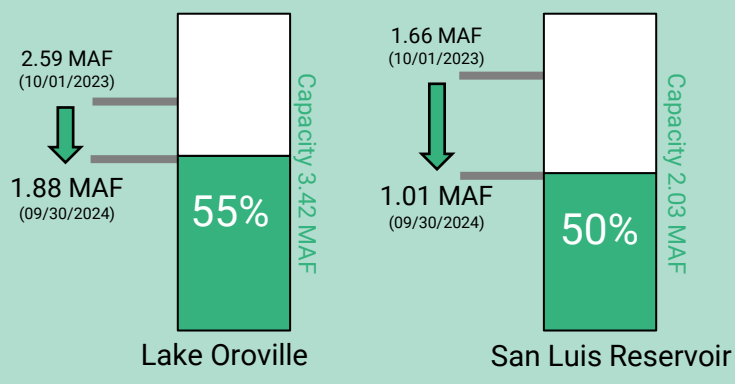 2.59 MAF
(10/01/2023)
1.88 MAF
(09/30/2024)
55%
Capacity 3.42 MAF
Lake Oroville
1.66 MAF
(10/01/2023)
1.01 MAF
(09/30/2024)
50%
Capacity 2.03 MAF
San Luis Reservoir